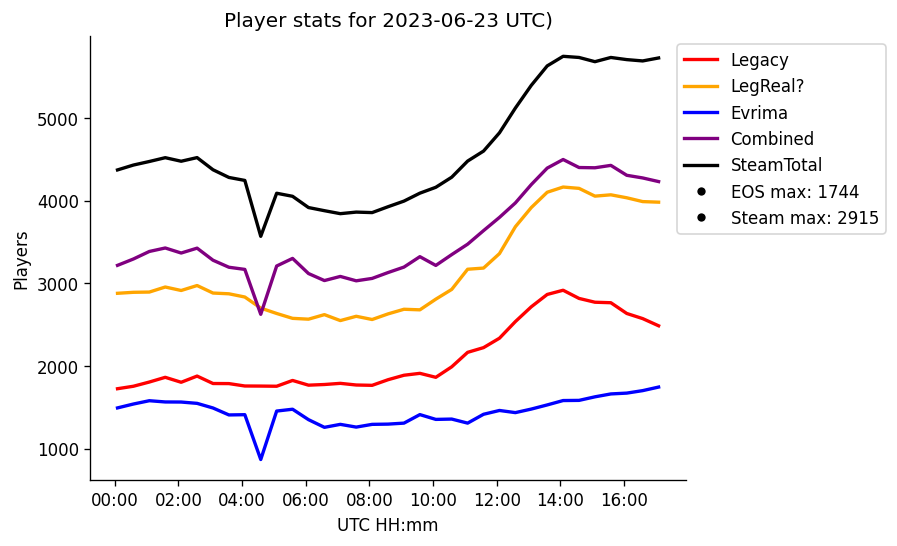 Player stats for 2023-06-23 UTC)
Legacy
LegReal?
Evrima
Combined
SteamTotal
EOS max: 1744
Steam max: 2915
Players
5000
4000
3000
2000
1000
00:00 02:00 04:00 06:00 08:00 10:00 12:00 14:00 16:00
UTC HH:mm